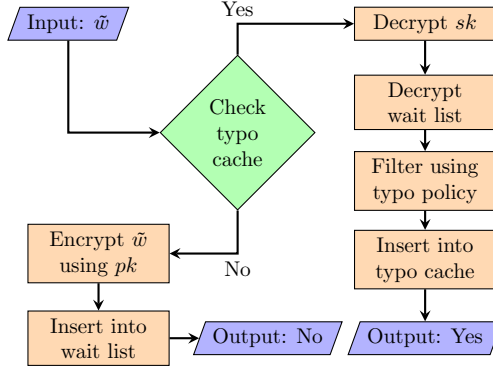 Input: w̃
Yes
Decrypt sk
Check
typo
cache
Decrypt
wait list
Filter using
typo policy
Encrypt w̃
using pk
No
Insert into
typo cache
Insert into
wait list
Output: No
Output: Yes